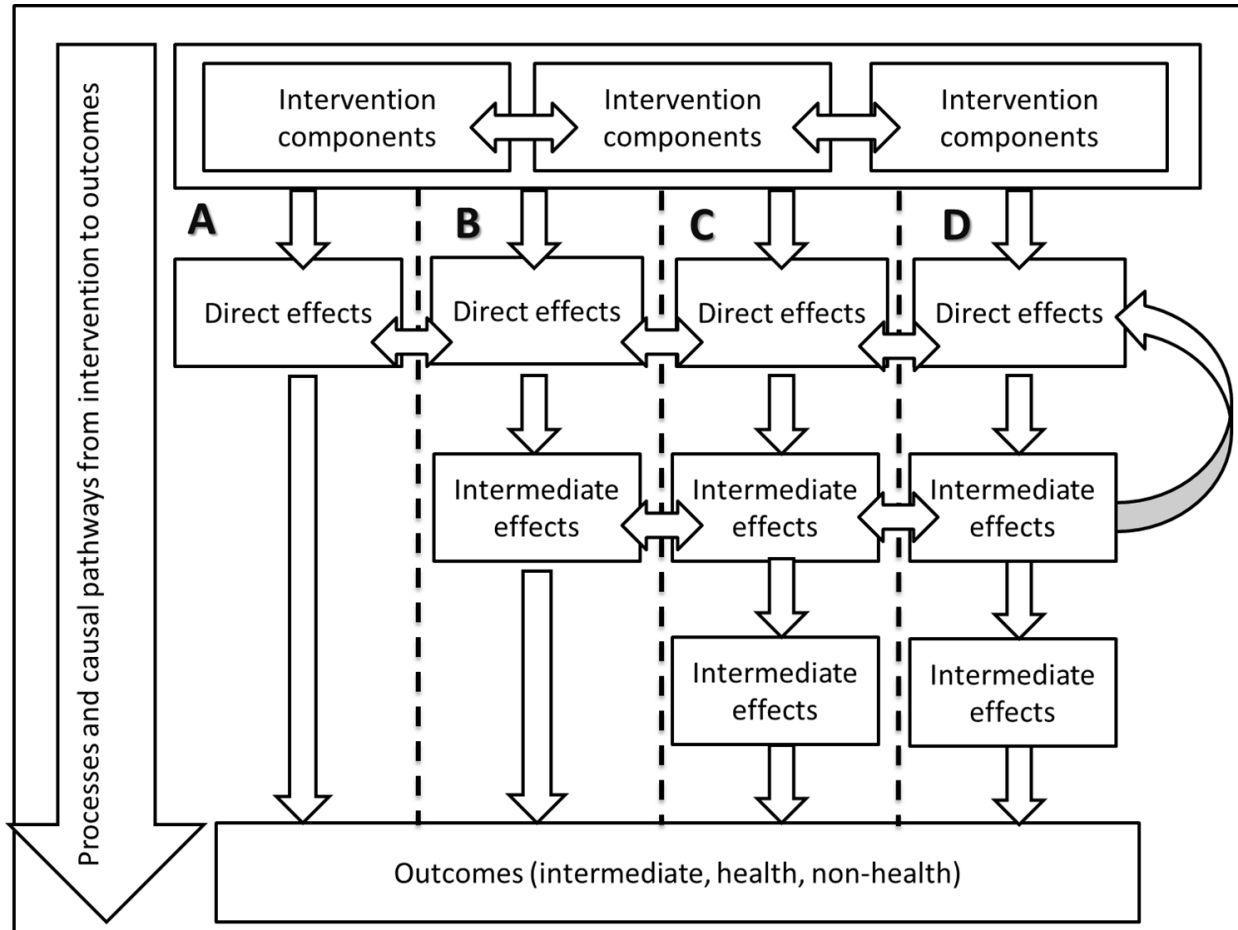 Processes and causal pathways from intervention to outcomes
Intervention
components
Intervention
components
Intervention
components
A
B
C
D
Direct effects
Direct effects
Direct effects
Direct effects
Intermediate
effects
Intermediate
effects
Intermediate
effects
Intermediate
effects
Intermediate
effects
Outcomes (intermediate, health, non-health)